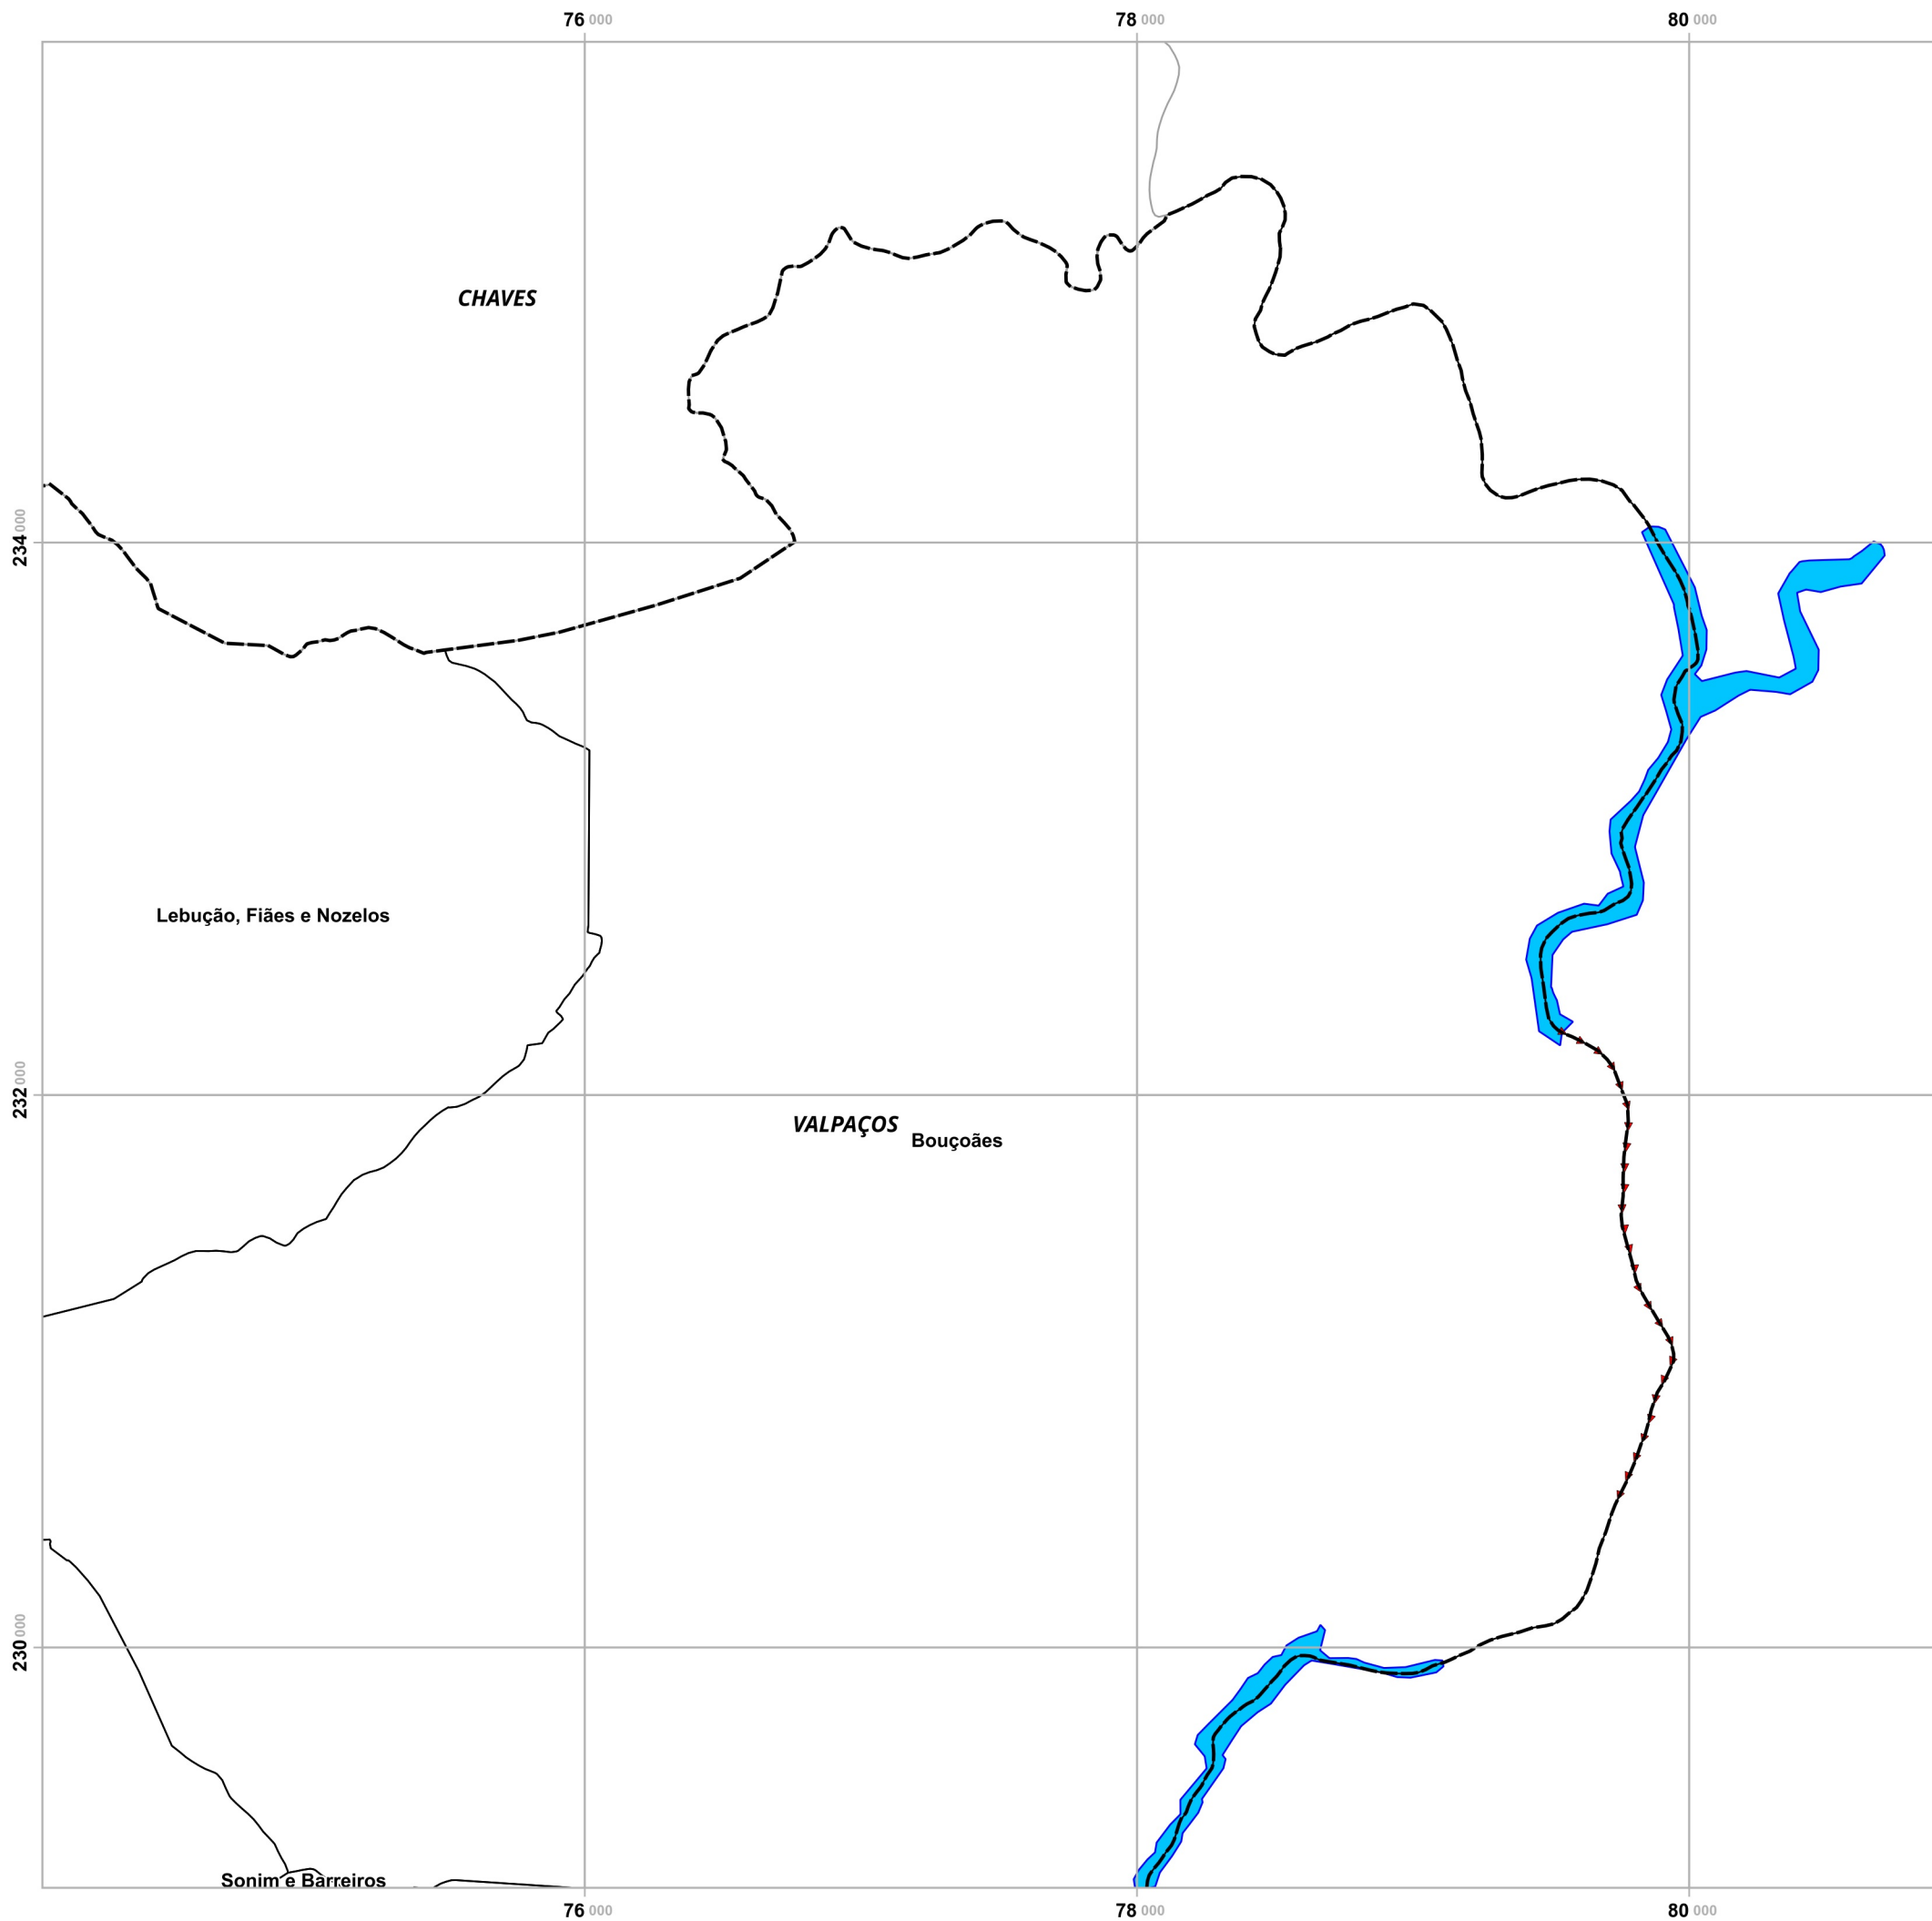 76 000 78 000 80 000
CHAVES
234 000
Lebução, Fiães e Nozelos
232 000
VALPAÇOS
Bouçoães
230 000
Sonim e Barreiros
76 000 78 000 80 000